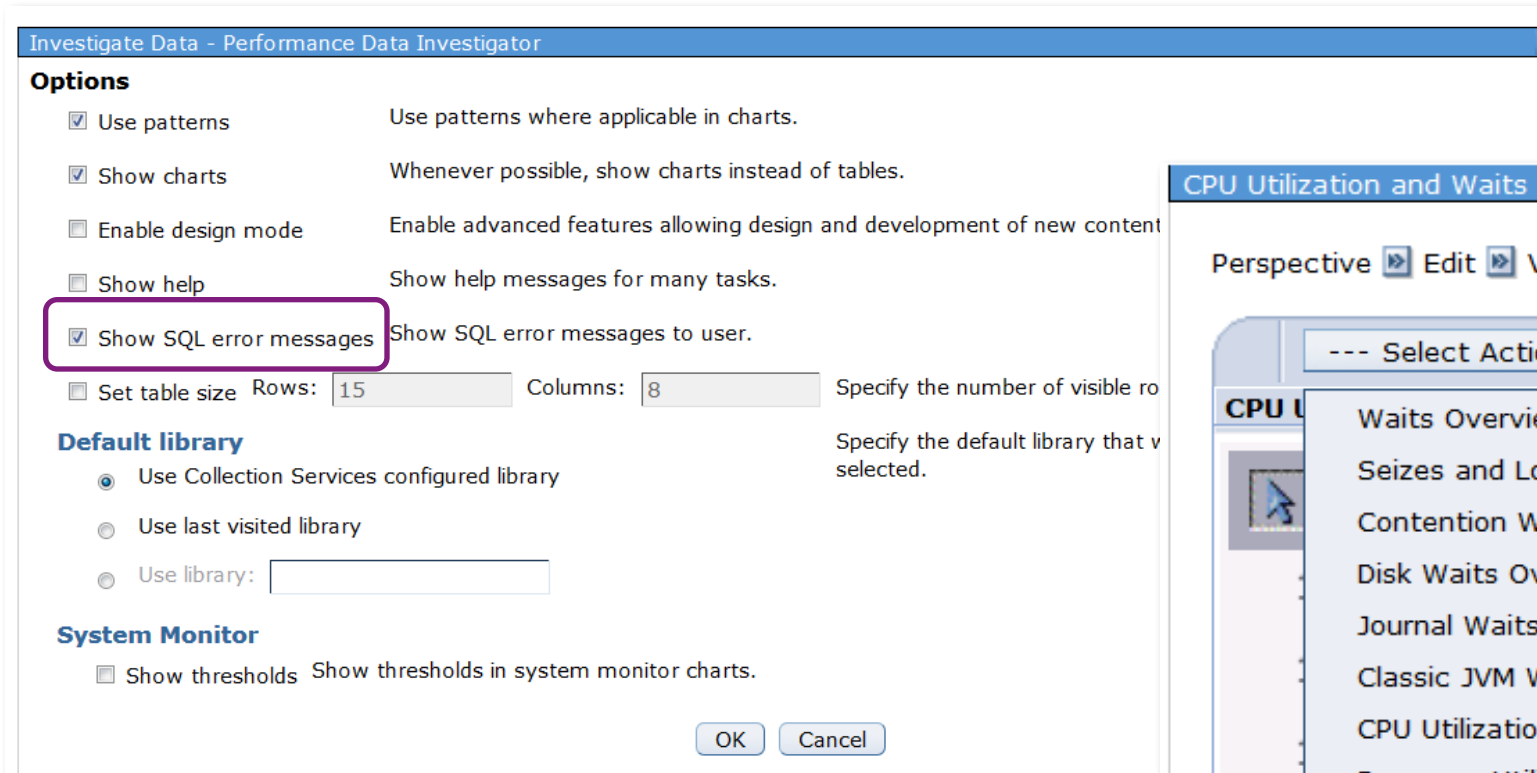 Investigate Data - Performance Data Investigator
Options
Use patterns Use patterns where applicable in charts.
Show charts Whenever possible, show charts instead of tables.
Enable design mode Enable advanced features allowing design and development of new content
Show help Show help messages for many tasks.
Show SQL error messages Show SQL error messages to user.
Set table size Rows: 15 Columns: 8 Specify the number of visible ro
Default library Specify the default library that w
selected.
Use Collection Services configured library
Use last visited library
Use library:
System Monitor
Show thresholds Show thresholds in system monitor charts.
OK Cancel
CPU Utilization and Waits
Perspective Edit V
--- Select Acti
CPU U
Waits Overvi
Seizes and Lo
Contention W
Disk Waits Ov
Journal Waits
Classic JVM W
CPU Utilizatio